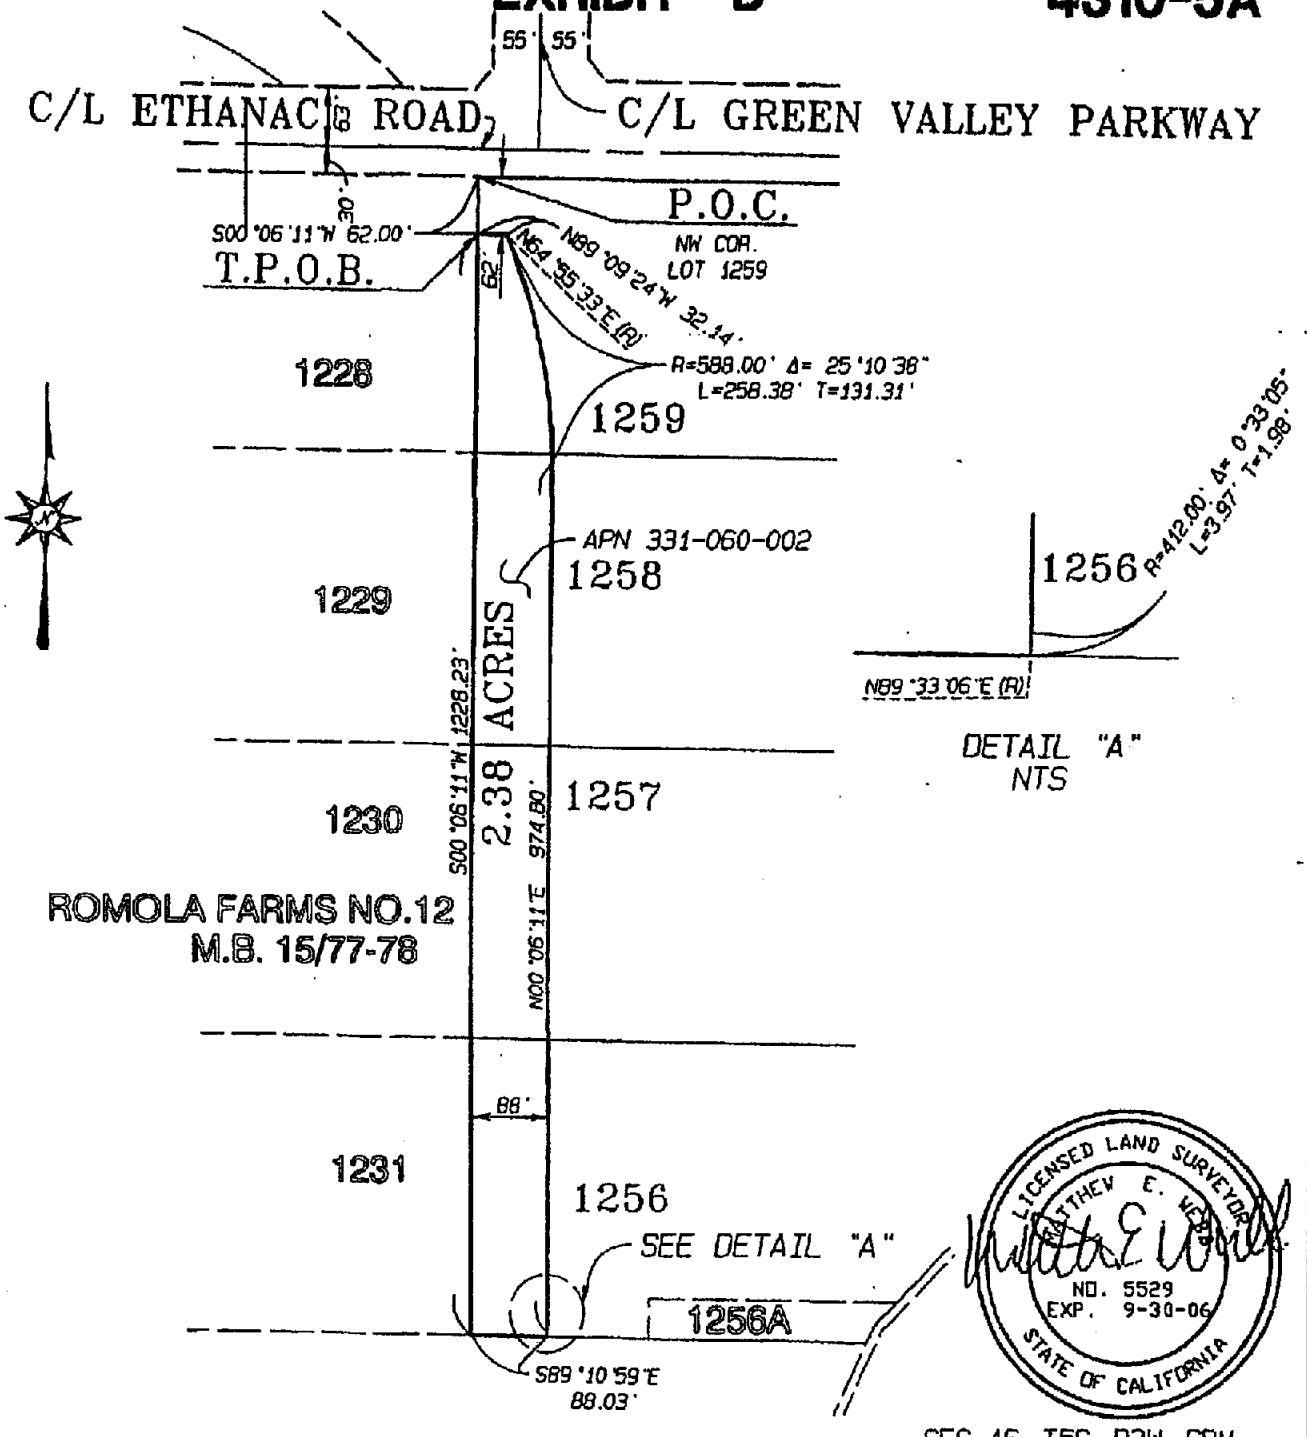 EXHIBIT "B"
4310-5A
55' 55'
C/L ETHANAC ROAD
C/L GREEN VALLEY PARKWAY
63'
30'
P.O.C.
NW COR.
LOT 1259
S00°06'11"W 62.00'
T.P.O.B.
62'
N89°09'24"W 32.14'
N64°55'33"E(R)
R=588.00' Δ= 25°10'38"
L=258.38' T=131.31'
1228
1259
APN 331-060-002
1258
1229
2.38 ACRES
S00°06'11"W 1228.23'
N00°06'11"E 974.80'
1257
1230
ROMOLA FARMS NO.12
M.B. 15/77-78
1256
R=412.00' Δ= 0°33'05"
L=3.97' T=1.98'
N89°33'06"E(R)
DETAIL "A"
NTS
88'
1231
1256
SEE DETAIL "A"
1256A
S89°10'59"E
88.03'
LICENSED LAND SURVEYOR
MATTHEW E. WEBB
NO. 5529
EXP. 9-30-06
STATE OF CALIFORNIA